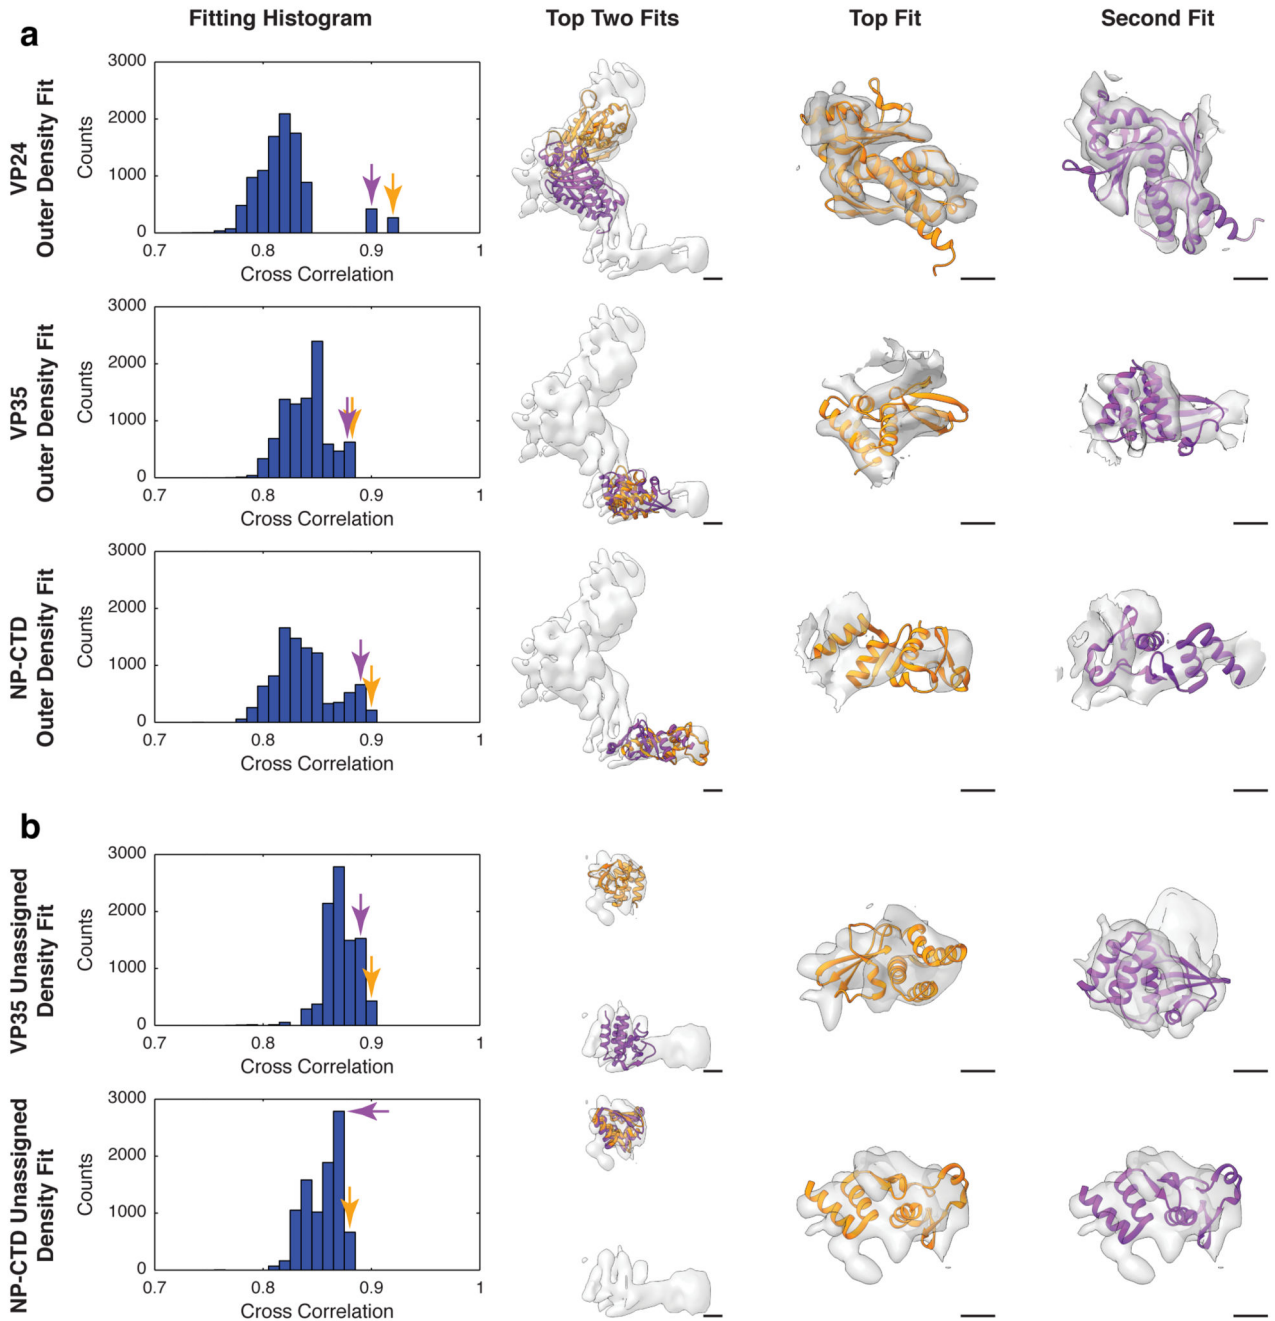 Fitting Histogram Top Two Fits Top Fit Second Fit
a
VP24
Outer Density Fit
Counts
3000
2000
1000
0
0.7 0.8 0.9 1
Cross Correlation
VP35
Outer Density Fit
Counts
3000
2000
1000
0
0.7 0.8 0.9 1
Cross Correlation
NP-CTD
Outer Density Fit
Counts
3000
2000
1000
0
0.7 0.8 0.9 1
Cross Correlation
b
VP35 Unassigned
Density Fit
Counts
3000
2000
1000
0
0.7 0.8 0.9 1
Cross Correlation
NP-CTD Unassigned
Density Fit
Counts
3000
2000
1000
0
0.7 0.8 0.9 1
Cross Correlation